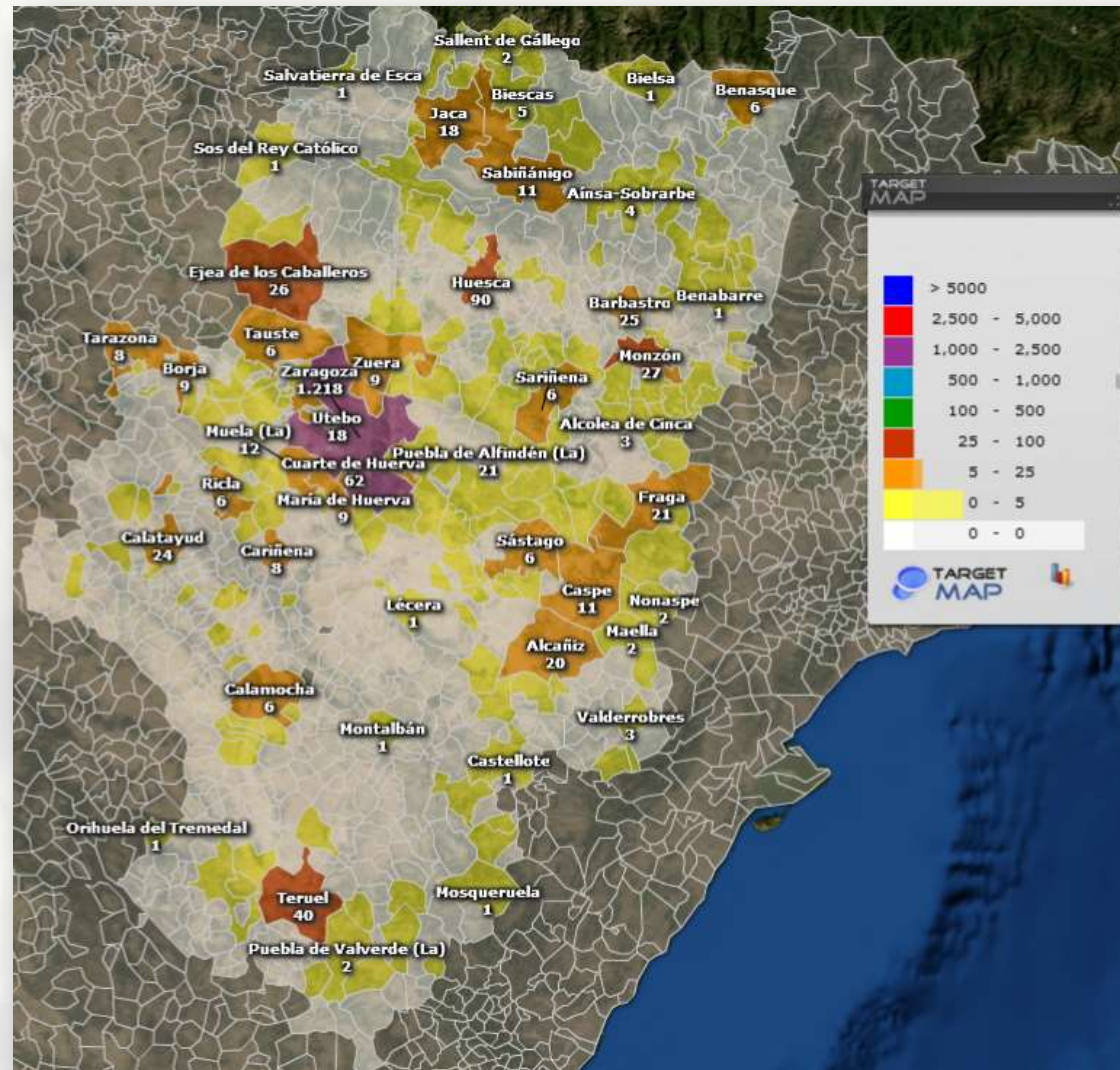 Sallent de Gállego
2
Salvatierra de Esca
1
Bielsa
1
Benasque
6
Biescas
5
Jaca
18
Sos del Rey Católico
1
Sabiñánigo
11
Aínsa-Sobrarbe
4
TARGET
MAP
Ejea de los Caballeros
26
Huesca
90
Barbastro
25
Benabarre
1
> 5000
2,500 - 5,000
1,000 - 2,500
500 - 1,000
100 - 500
25 - 100
5 - 25
0 - 5
0 - 0
TARGET
MAP
Tarazona
8
Tauste
6
Borja
9
Zuera
9
Zaragoza
1.218
Monzón
27
Sariñena
6
Utebo
18
Muela (La)
12
Alcolea de Cinca
3
Puebla de Alfindén (La)
21
Cuarte de Huerva
62
Ricla
6
María de Huerva
9
Fraga
21
Calatayud
24
Cariñena
8
Sástago
6
Caspe
11
Nonaspe
2
Lécera
1
Maella
2
Alcañiz
20
Calamocha
6
Montalbán
1
Valderrobres
3
Castellote
1
Orihuela del Tremedal
1
Teruel
40
Mosqueruela
1
Puebla de Valverde (La)
2